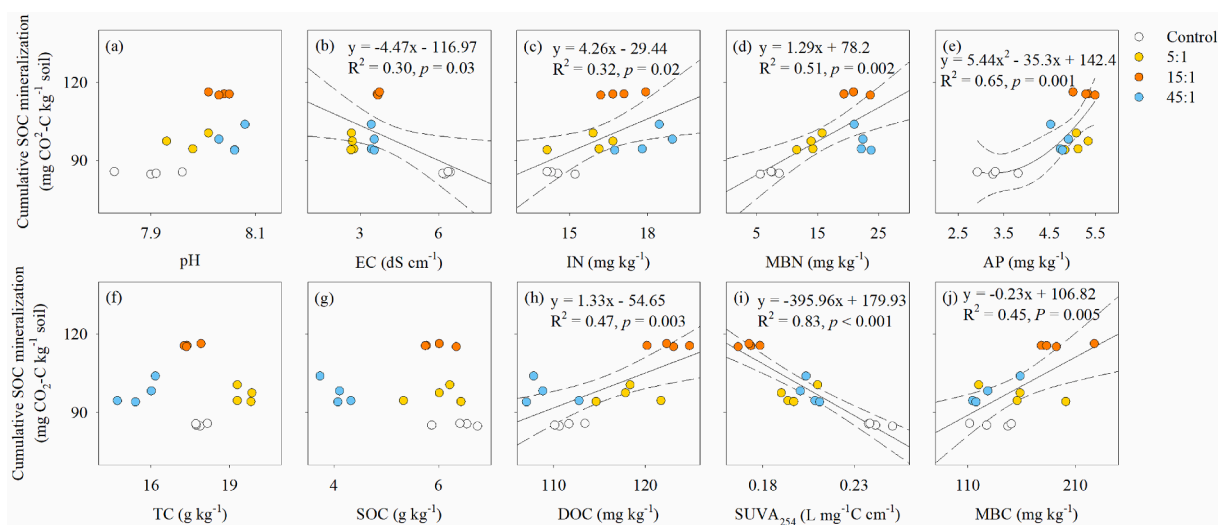 Control
5:1
15:1
45:1
Cumulative SOC mineralization
(mg CO²-C kg⁻¹ soil)
120
90
(a)
7.9 8.1
pH
(b) y = -4.47x - 116.97
R² = 0.30, p = 0.03
3 6
EC (dS cm⁻¹)
(c) y = 4.26x - 29.44
R² = 0.32, p = 0.02
15 18
IN (mg kg⁻¹)
(d) y = 1.29x + 78.2
R² = 0.51, p = 0.002
5 15 25
MBN (mg kg⁻¹)
(e)
y = 5.44x² - 35.3x + 142.4
R² = 0.65, p = 0.001
2.5 3.5 4.5 5.5
AP (mg kg⁻¹)
Cumulative SOC mineralization
(mg CO₂-C kg⁻¹ soil)
120
90
(f)
16 19
TC (g kg⁻¹)
(g)
4 6
SOC (g kg⁻¹)
(h) y = 1.33x - 54.65
R² = 0.47, p = 0.003
110 120
DOC (mg kg⁻¹)
(i) y = -395.96x + 179.93
R² = 0.83, p < 0.001
0.18 0.23
SUVA₂₅₄ (L mg⁻¹C cm⁻¹)
(j) y = -0.23x + 106.82
R² = 0.45, P = 0.005
110 210
MBC (mg kg⁻¹)